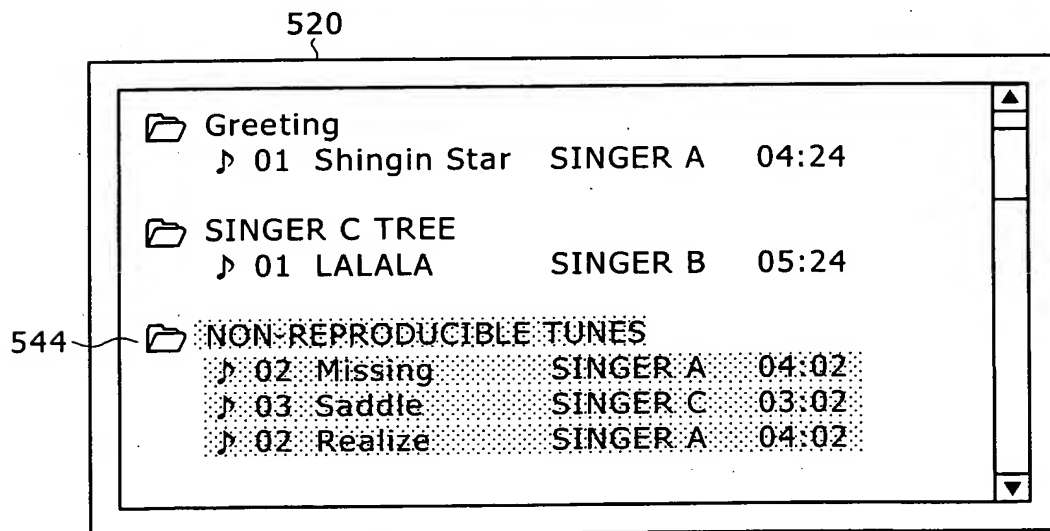 520
Greeting
♪ 01 Shingin Star SINGER A 04:24
SINGER C TREE
♪ 01 LALALA SINGER B 05:24
544 NON-REPRODUCIBLE TUNES
♪ 02 Missing SINGER A 04:02
♪ 03 Saddle SINGER C 03:02
♪ 02 Realize SINGER A 04:02